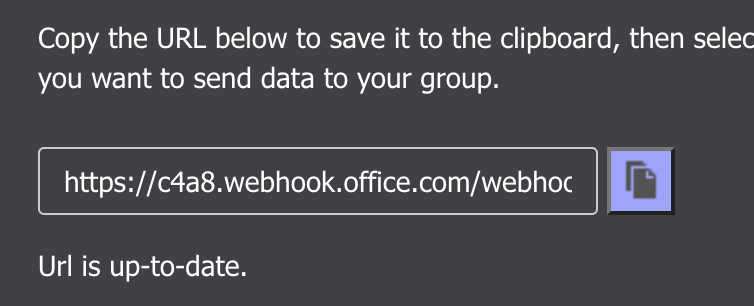 Copy the URL below to save it to the clipboard, then selec
you want to send data to your group.
https://c4a8.webhook.office.com/webhoc
Url is up-to-date.